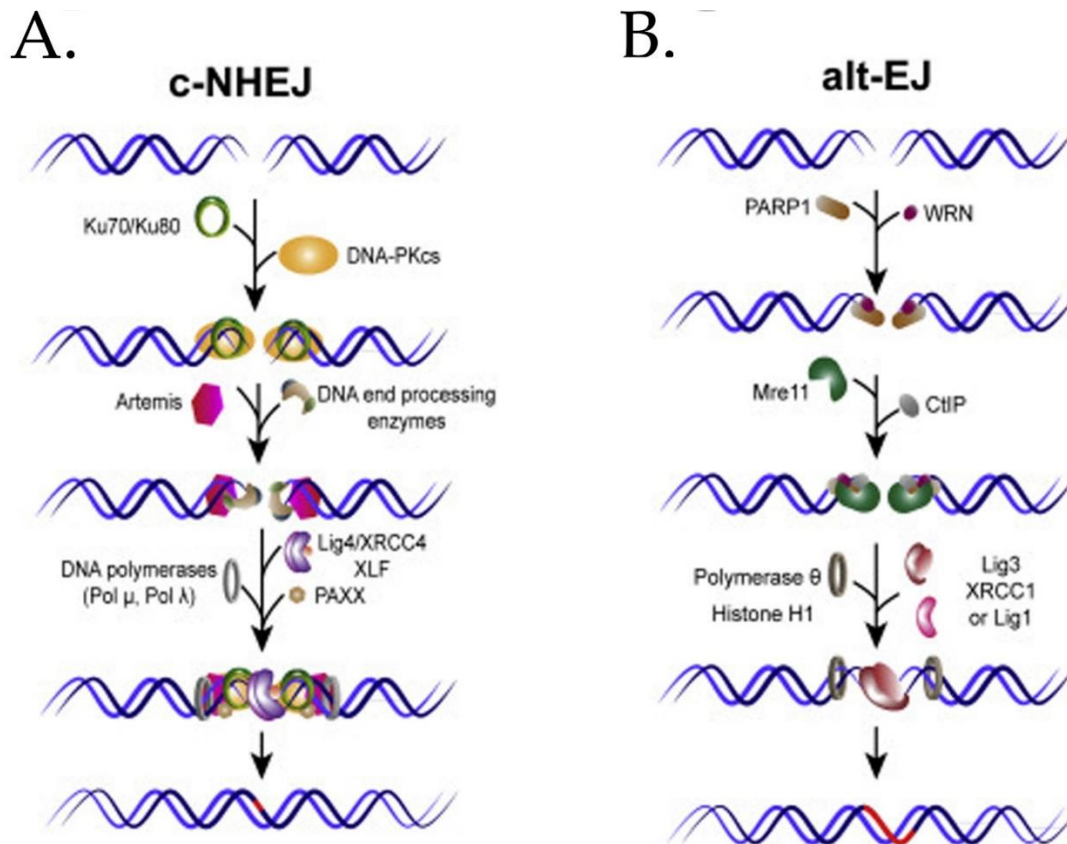 A.
c-NHEJ
Ku70/Ku80
DNA-PKcs
Artemis
DNA end processing
enzymes
Lig4/XRCC4
XLF
DNA polymerases
(Pol μ, Pol λ)
PAXX
B.
alt-EJ
PARP1
WRN
Mre11
CtIP
Polymerase θ
Histone H1
Lig3
XRCC1
or Lig1